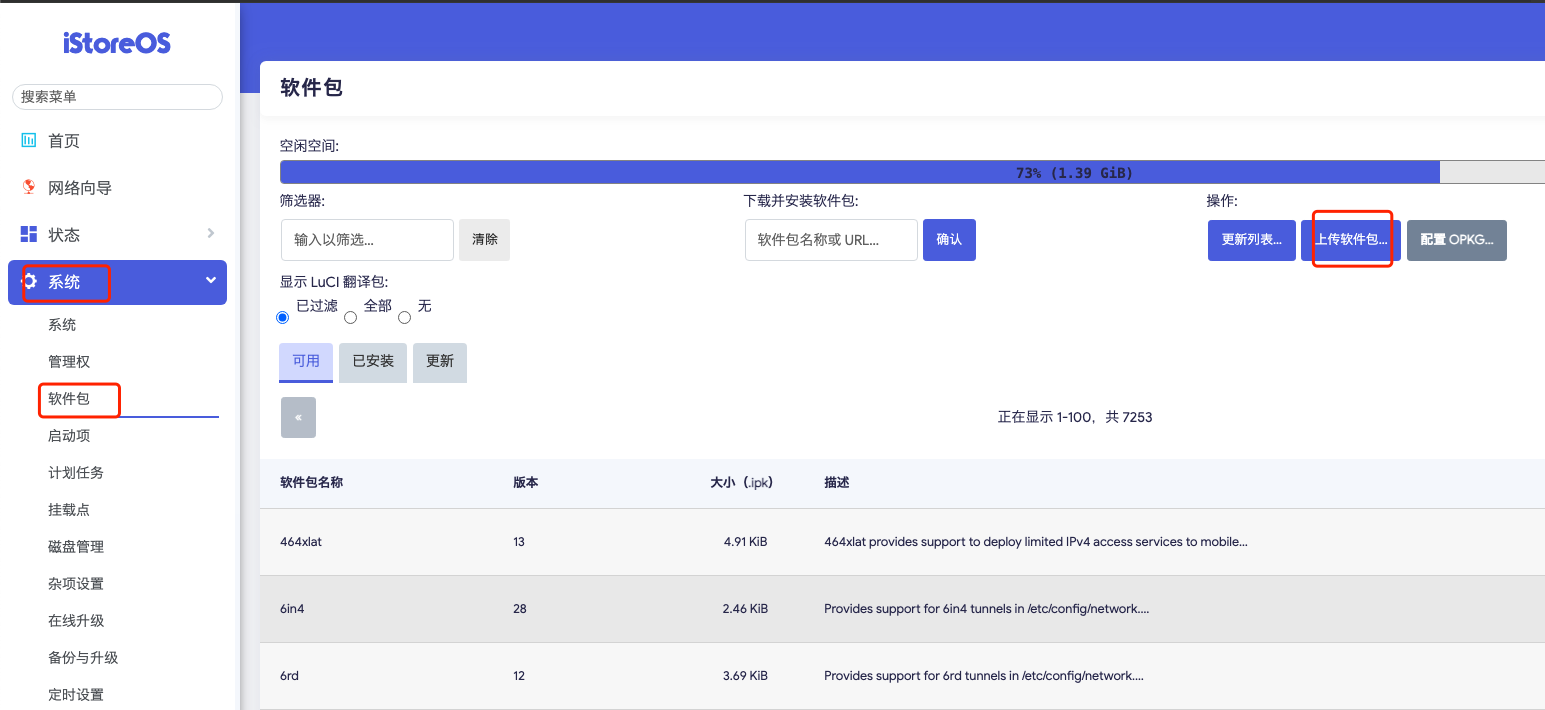 iStoreOS
搜索菜单
首页
网络向导
状态
系统
系统
管理权
软件包
启动项
计划任务
挂载点
磁盘管理
杂项设置
在线升级
备份与升级
定时设置
软件包
空闲空间:
73% (1.39 GiB)
筛选器:
输入以筛选...
清除
下载并安装软件包:
软件包名称或 URL...
确认
操作:
更新列表...
上传软件包...
配置 OPKG...
显示 LuCI 翻译包:
已过滤 全部 无
可用 已安装 更新
«
正在显示 1-100，共 7253
软件包名称 版本 大小（.ipk） 描述
464xlat 13 4.91 KiB 464xlat provides support to deploy limited IPv4 access services to mobile...
6in4 28 2.46 KiB Provides support for 6in4 tunnels in /etc/config/network....
6rd 12 3.69 KiB Provides support for 6rd tunnels in /etc/config/network....